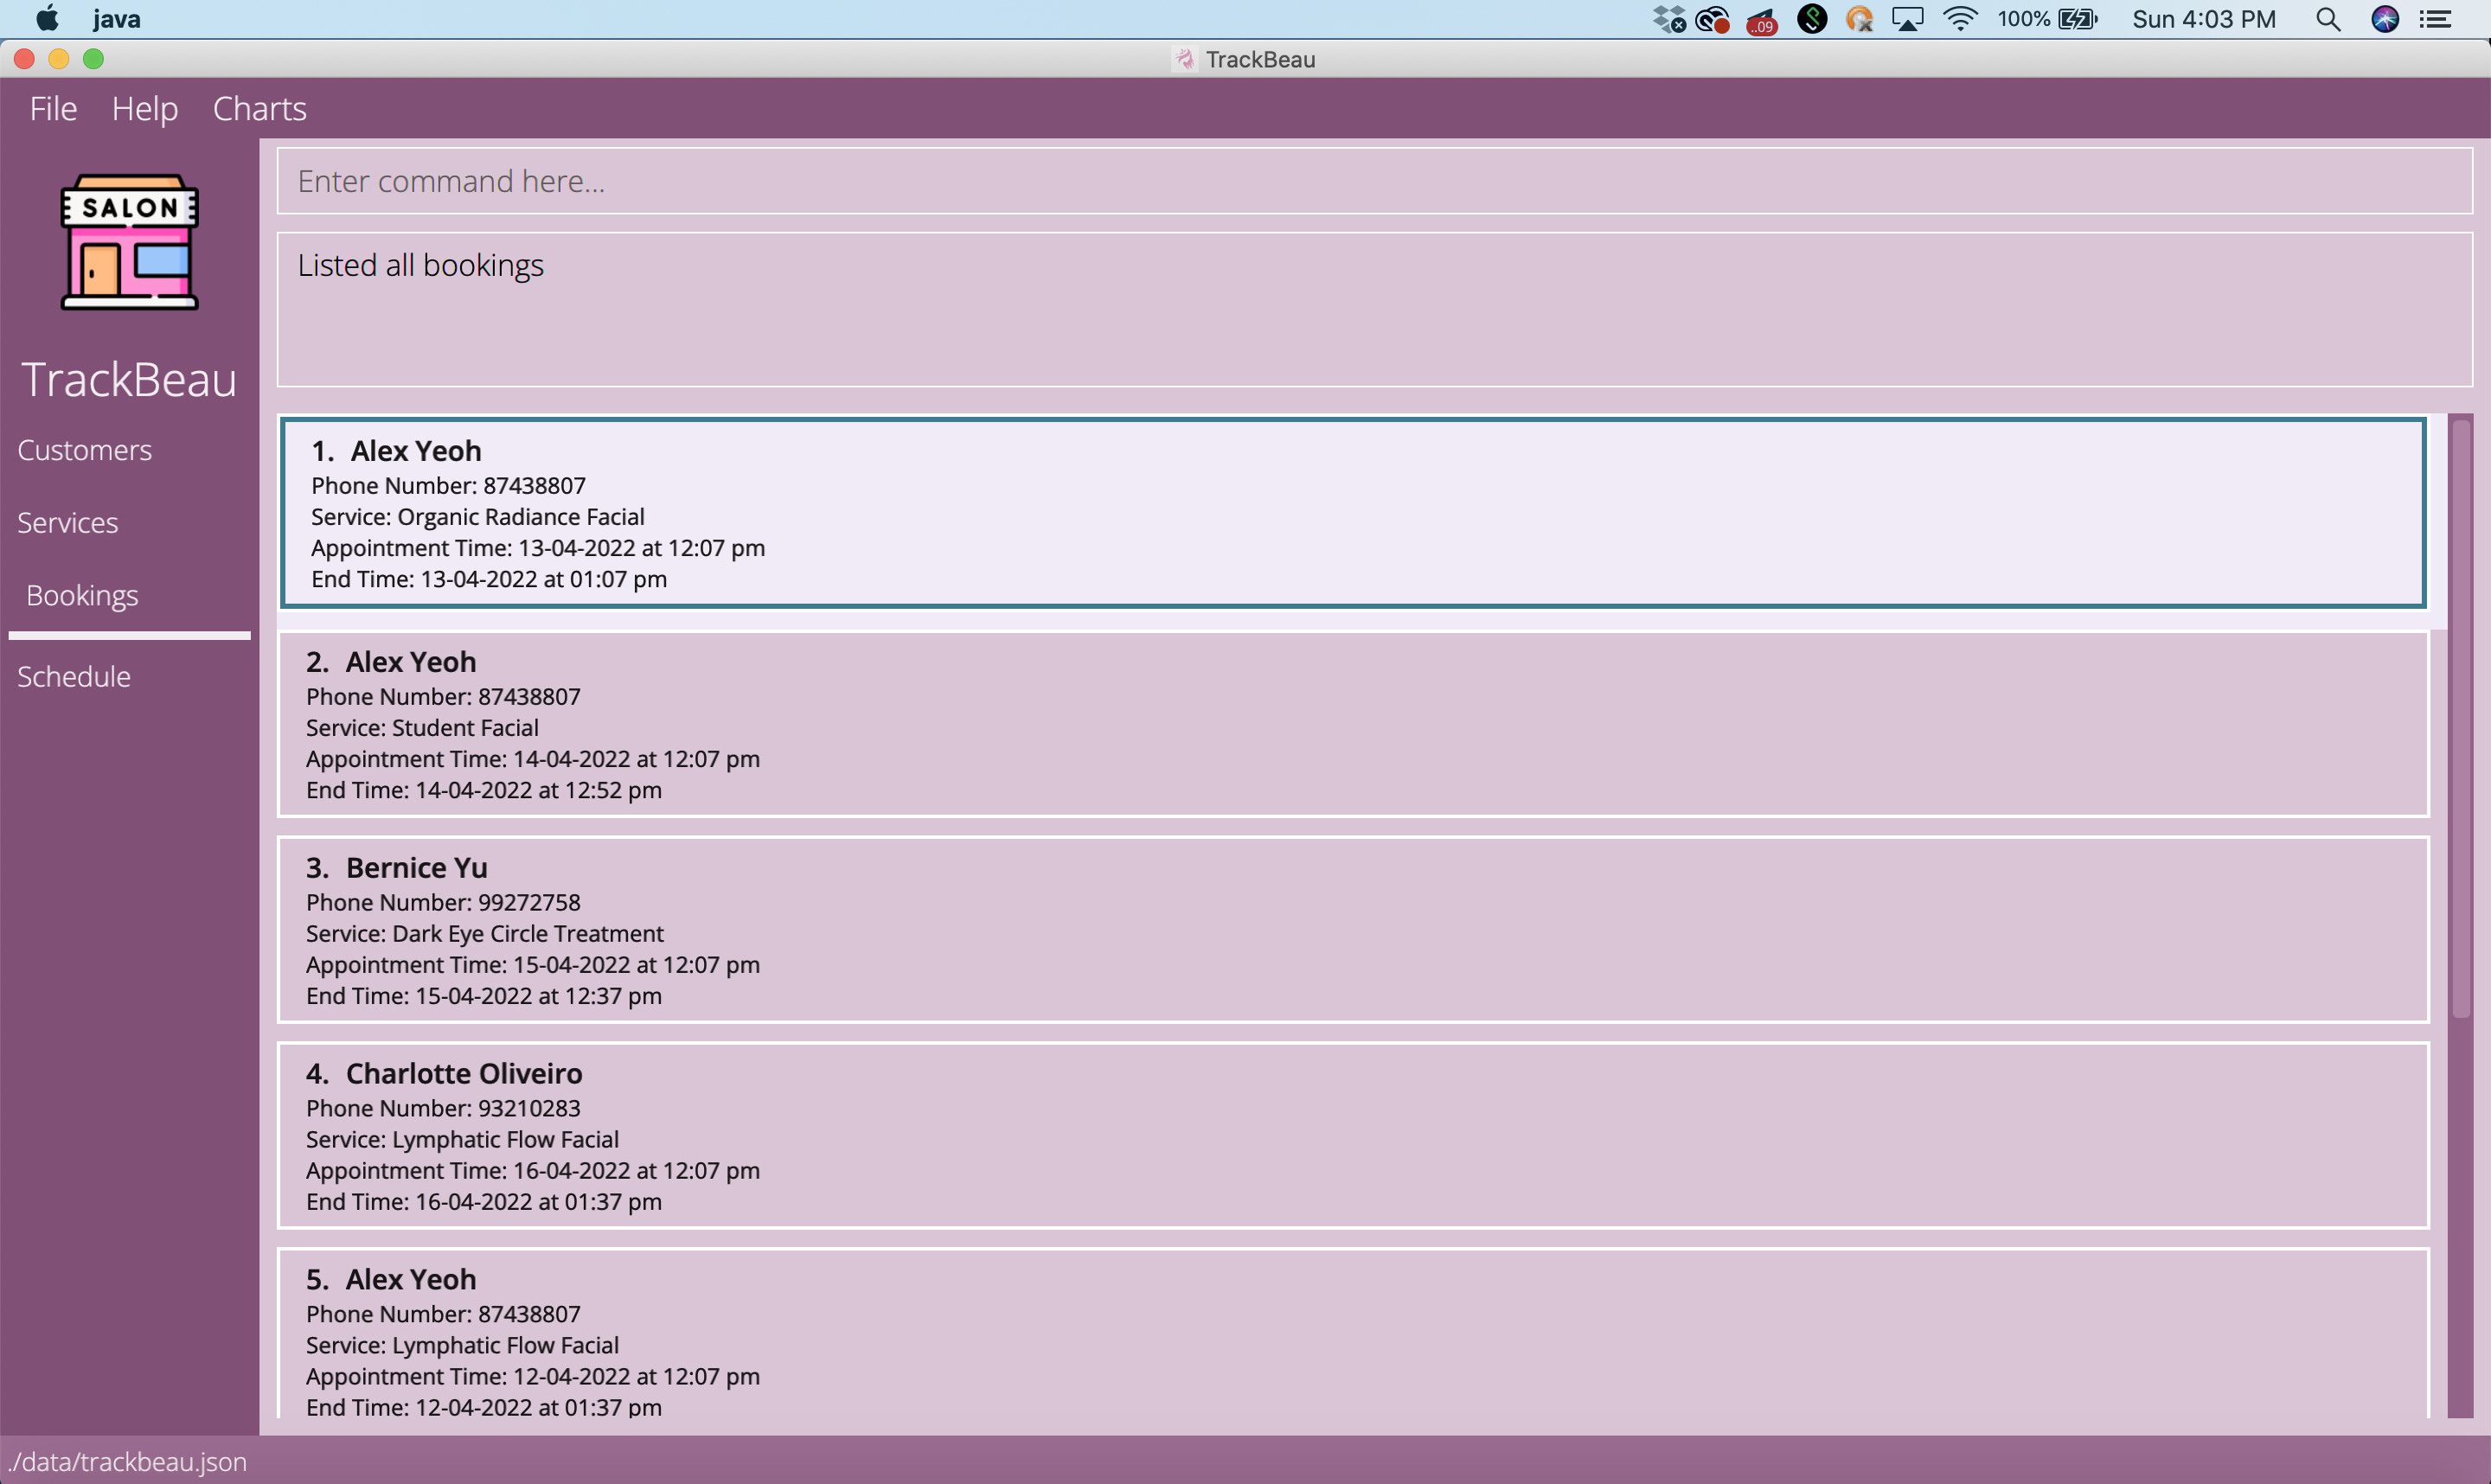 java
..09
100%
Sun 4:03 PM
TrackBeau
File Help Charts
SALON
TrackBeau
Customers
Services
Bookings
Schedule
Enter command here...
Listed all bookings
1. Alex Yeoh
Phone Number: 87438807
Service: Organic Radiance Facial
Appointment Time: 13-04-2022 at 12:07 pm
End Time: 13-04-2022 at 01:07 pm
2. Alex Yeoh
Phone Number: 87438807
Service: Student Facial
Appointment Time: 14-04-2022 at 12:07 pm
End Time: 14-04-2022 at 12:52 pm
3. Bernice Yu
Phone Number: 99272758
Service: Dark Eye Circle Treatment
Appointment Time: 15-04-2022 at 12:07 pm
End Time: 15-04-2022 at 12:37 pm
4. Charlotte Oliveiro
Phone Number: 93210283
Service: Lymphatic Flow Facial
Appointment Time: 16-04-2022 at 12:07 pm
End Time: 16-04-2022 at 01:37 pm
5. Alex Yeoh
Phone Number: 87438807
Service: Lymphatic Flow Facial
Appointment Time: 12-04-2022 at 12:07 pm
End Time: 12-04-2022 at 01:37 pm
./data/trackbeau.json